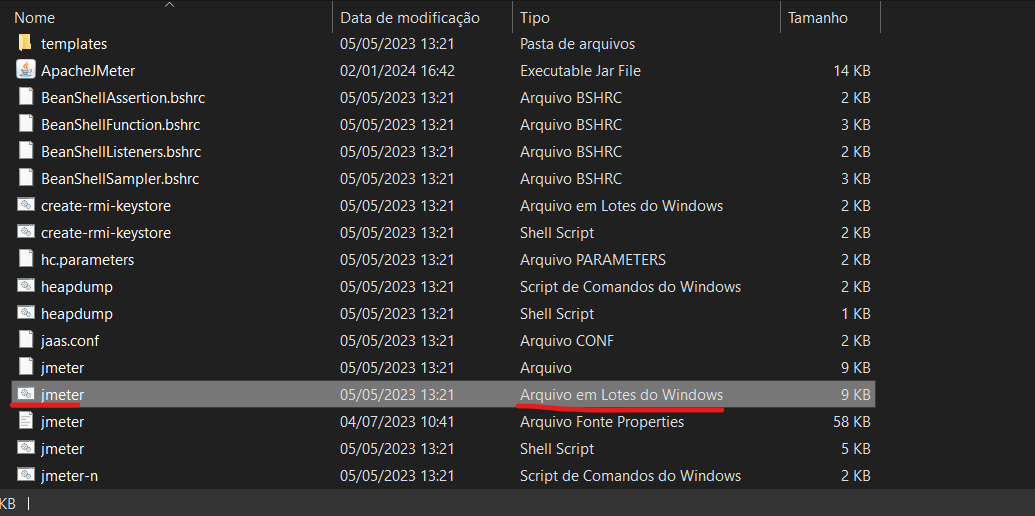 Nome Data de modificação Tipo Tamanho
templates 05/05/2023 13:21 Pasta de arquivos
ApacheJMeter 02/01/2024 16:42 Executable Jar File 14 KB
BeanShellAssertion.bshrc 05/05/2023 13:21 Arquivo BSHRC 2 KB
BeanShellFunction.bshrc 05/05/2023 13:21 Arquivo BSHRC 3 KB
BeanShellListeners.bshrc 05/05/2023 13:21 Arquivo BSHRC 2 KB
BeanShellSampler.bshrc 05/05/2023 13:21 Arquivo BSHRC 3 KB
create-rmi-keystore 05/05/2023 13:21 Arquivo em Lotes do Windows 2 KB
create-rmi-keystore 05/05/2023 13:21 Shell Script 2 KB
hc.parameters 05/05/2023 13:21 Arquivo PARAMETERS 2 KB
heapdump 05/05/2023 13:21 Script de Comandos do Windows 2 KB
heapdump 05/05/2023 13:21 Shell Script 1 KB
jaas.conf 05/05/2023 13:21 Arquivo CONF 2 KB
jmeter 05/05/2023 13:21 Arquivo 9 KB
jmeter 05/05/2023 13:21 Arquivo em Lotes do Windows 9 KB
jmeter 04/07/2023 10:41 Arquivo Fonte Properties 58 KB
jmeter 05/05/2023 13:21 Shell Script 5 KB
jmeter-n 05/05/2023 13:21 Script de Comandos do Windows 2 KB
KB